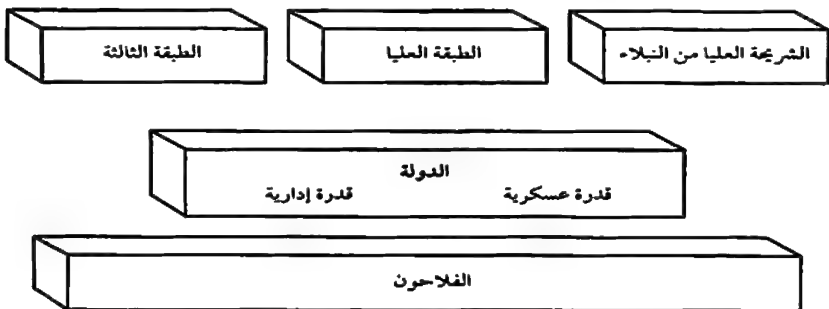 الشريحة العليا من النبلاء
الطبقة العليا
الطبقة الثالثة
الدولة
قدرة عسكرية
قدرة إدارية
الفلاحون